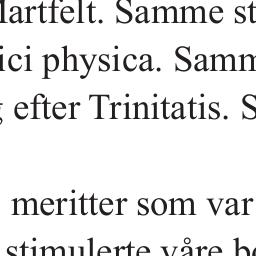 Martfelt. Samme st
ici physica. Samm
efter Trinitatis. S
meritter som var
stimulerte våre be